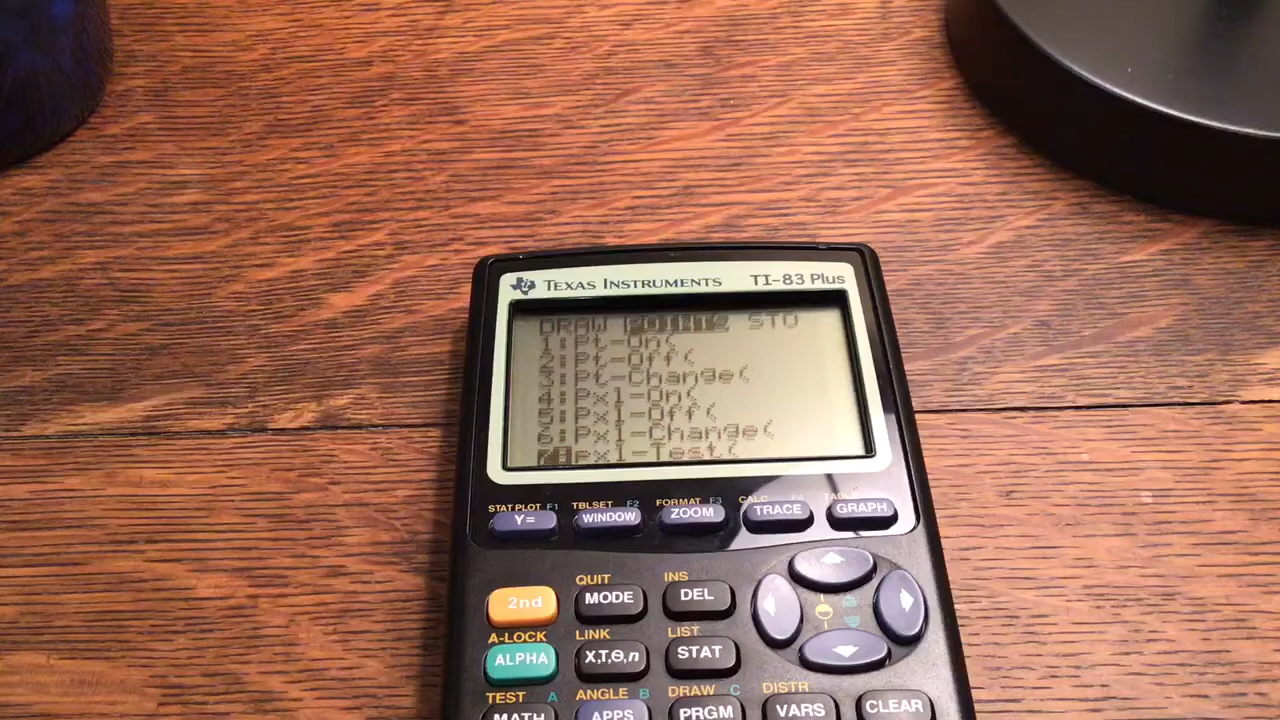 TEXAS INSTRUMENTS TI-83 Plus
DRAW POINTS STO
1:Pt-On(
2:Pt-Off(
3:Pt-Change(
4:Pxl-On(
5:Pxl-Off(
6:Pxl-Change(
7:pxl-Test(
STAT PLOT F1 TBLSET F2 FORMAT F3 CALC F4 TABLE
Y= WINDOW ZOOM TRACE GRAPH
QUIT INS
2nd MODE DEL
A-LOCK LINK LIST
ALPHA X,T,Θ,n STAT
TEST A ANGLE B DRAW C DISTR
MATH APPS PRGM VARS CLEAR